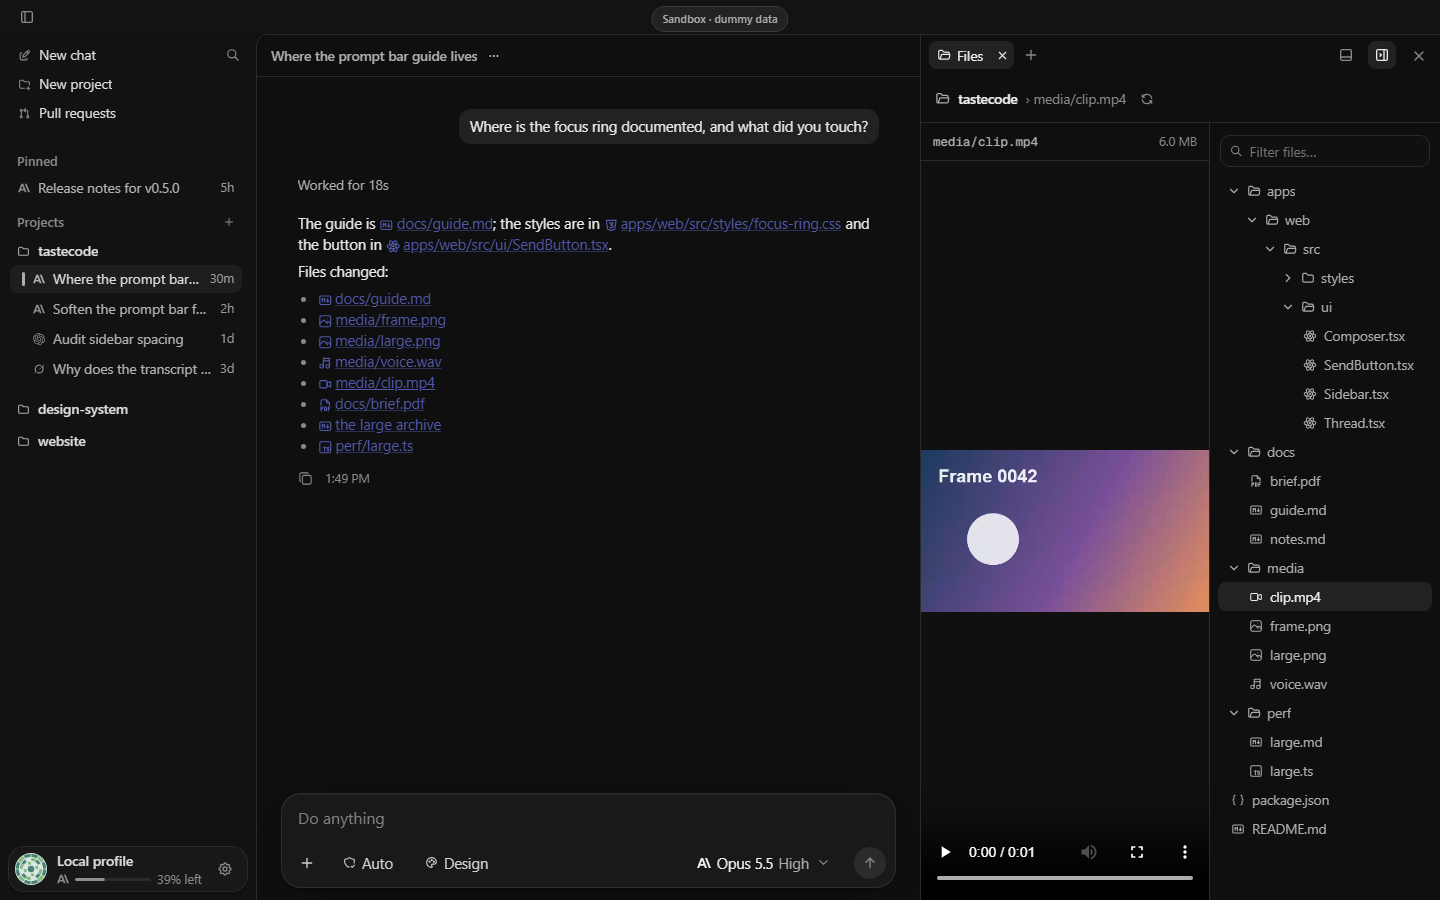 Sandbox · dummy data
New chat
New project
Pull requests
Pinned
Release notes for v0.5.0 5h
Projects
tastecode
Where the prompt bar... 30m
Soften the prompt bar f... 2h
Audit sidebar spacing 1d
Why does the transcript ... 3d
design-system
website
Local profile
39% left
Where the prompt bar guide lives ...
Where is the focus ring documented, and what did you touch?
Worked for 18s
The guide is docs/guide.md; the styles are in apps/web/src/styles/focus-ring.css and
the button in apps/web/src/ui/SendButton.tsx.
Files changed:
• docs/guide.md
• media/frame.png
• media/large.png
• media/voice.wav
• media/clip.mp4
• docs/brief.pdf
• the large archive
• perf/large.ts
1:49 PM
Do anything
Auto Design Opus 5.5 High
Files
tastecode › media/clip.mp4
media/clip.mp4 6.0 MB
Frame 0042
0:00 / 0:01
Filter files...
apps
web
src
styles
ui
Composer.tsx
SendButton.tsx
Sidebar.tsx
Thread.tsx
docs
brief.pdf
guide.md
notes.md
media
clip.mp4
frame.png
large.png
voice.wav
perf
large.md
large.ts
package.json
README.md